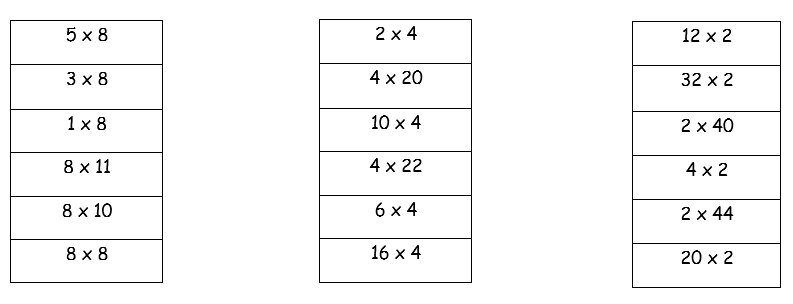 5 x 8
3 x 8
1 x 8
8 x 11
8 x 10
8 x 8
2 x 4
4 x 20
10 x 4
4 x 22
6 x 4
16 x 4
12 x 2
32 x 2
2 x 40
4 x 2
2 x 44
20 x 2